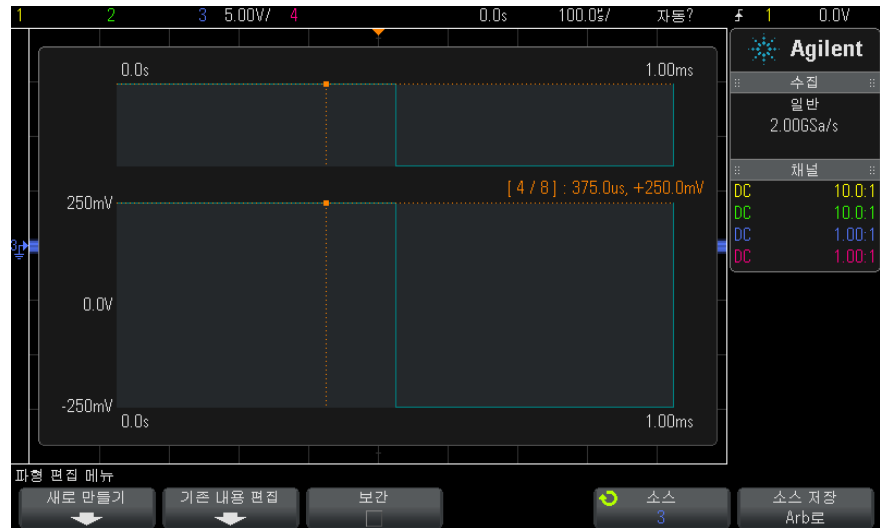 1 2 3 5.00V/ 4 0.0s 100.0㎲/ 자동? 1 0.0V
Agilent
수집
일반
2.00GSa/s
채널
DC 10.0:1
DC 10.0:1
DC 1.00:1
DC 1.00:1
0.0s 1.00ms
[ 4 / 8 ] : 375.0us, +250.0mV
250mV
3
0.0V
-250mV
0.0s 1.00ms
파형 편집 메뉴
새로 만들기
기존 내용 편집
보간
소스
3
소스 저장
Arb로